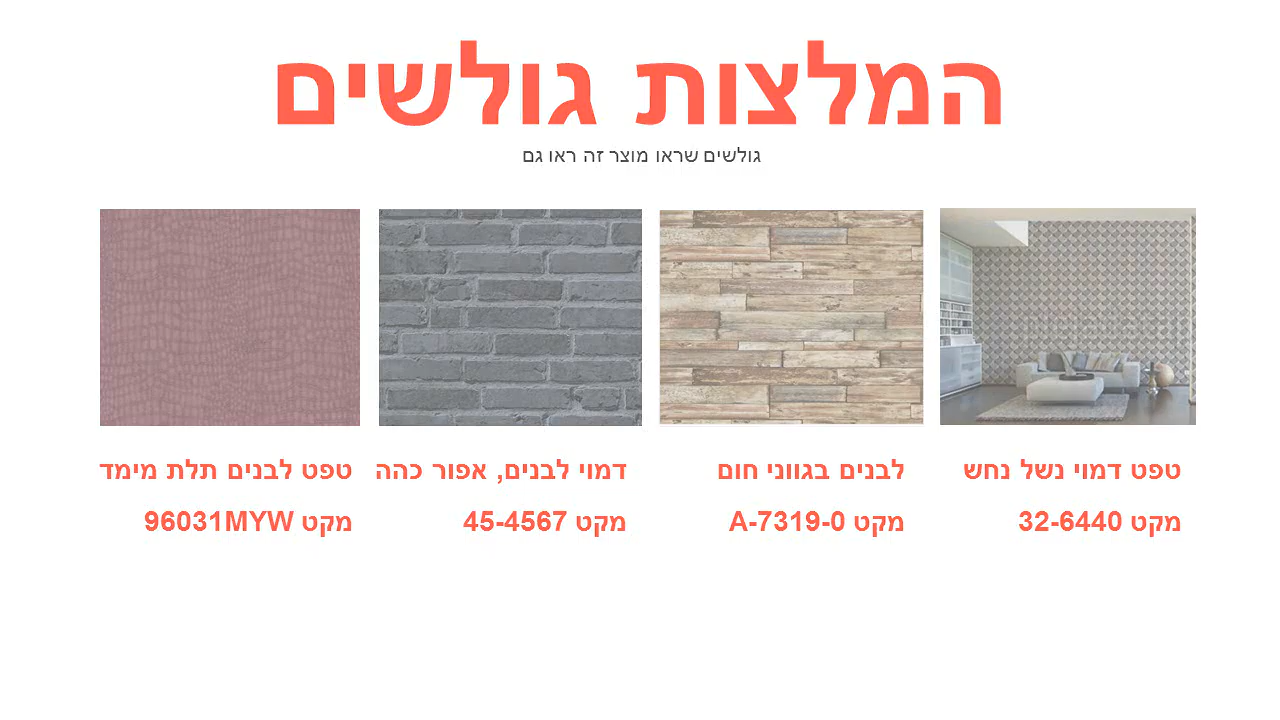 המלצות גולשים
גולשים שראו מוצר זה ראו גם
טפט דמוי נשל נחש
מקט 32-6440
לבנים בגווני חום
מקט A-7319-0
דמוי לבנים, אפור כהה
מקט 45-4567
טפט לבנים תלת מימד
מקט 96031MYW